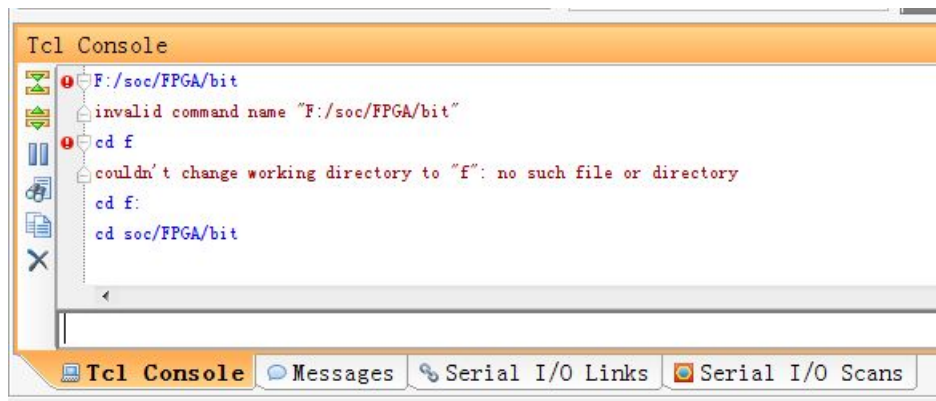 Tcl Console
F:/soc/FPGA/bit
invalid command name "F:/soc/FPGA/bit"
cd f
couldn't change working directory to "f": no such file or directory
cd f:
cd soc/FPGA/bit
Tcl Console Messages Serial I/O Links Serial I/O Scans